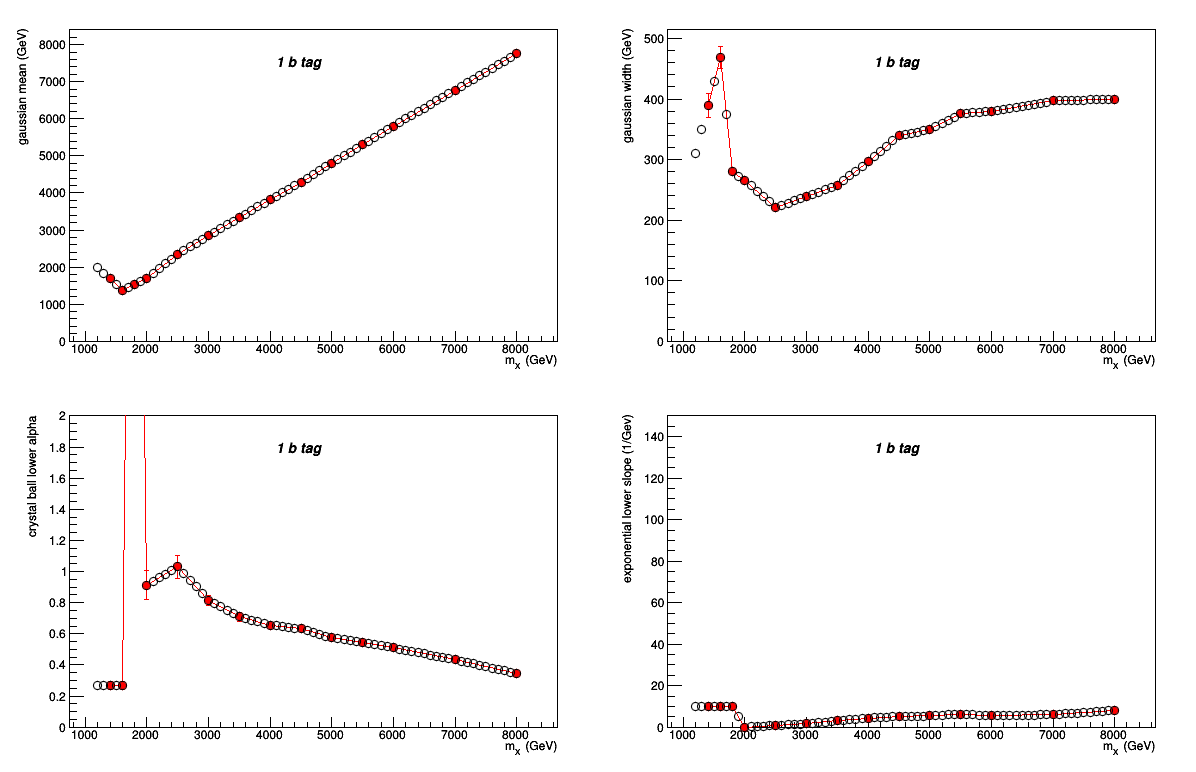 gaussian mean (GeV)
1 b tag
8000
7000
6000
5000
4000
3000
2000
1000
0
1000 2000 3000 4000 5000 6000 7000 8000
m_x (GeV)
gaussian width (GeV)
1 b tag
500
400
300
200
100
0
1000 2000 3000 4000 5000 6000 7000 8000
m_x (GeV)
crystal ball lower alpha
1 b tag
2
1.8
1.6
1.4
1.2
1
0.8
0.6
0.4
0.2
0
1000 2000 3000 4000 5000 6000 7000 8000
m_x (GeV)
exponential lower slope (1/Gev)
1 b tag
140
120
100
80
60
40
20
0
1000 2000 3000 4000 5000 6000 7000 8000
m_x (GeV)